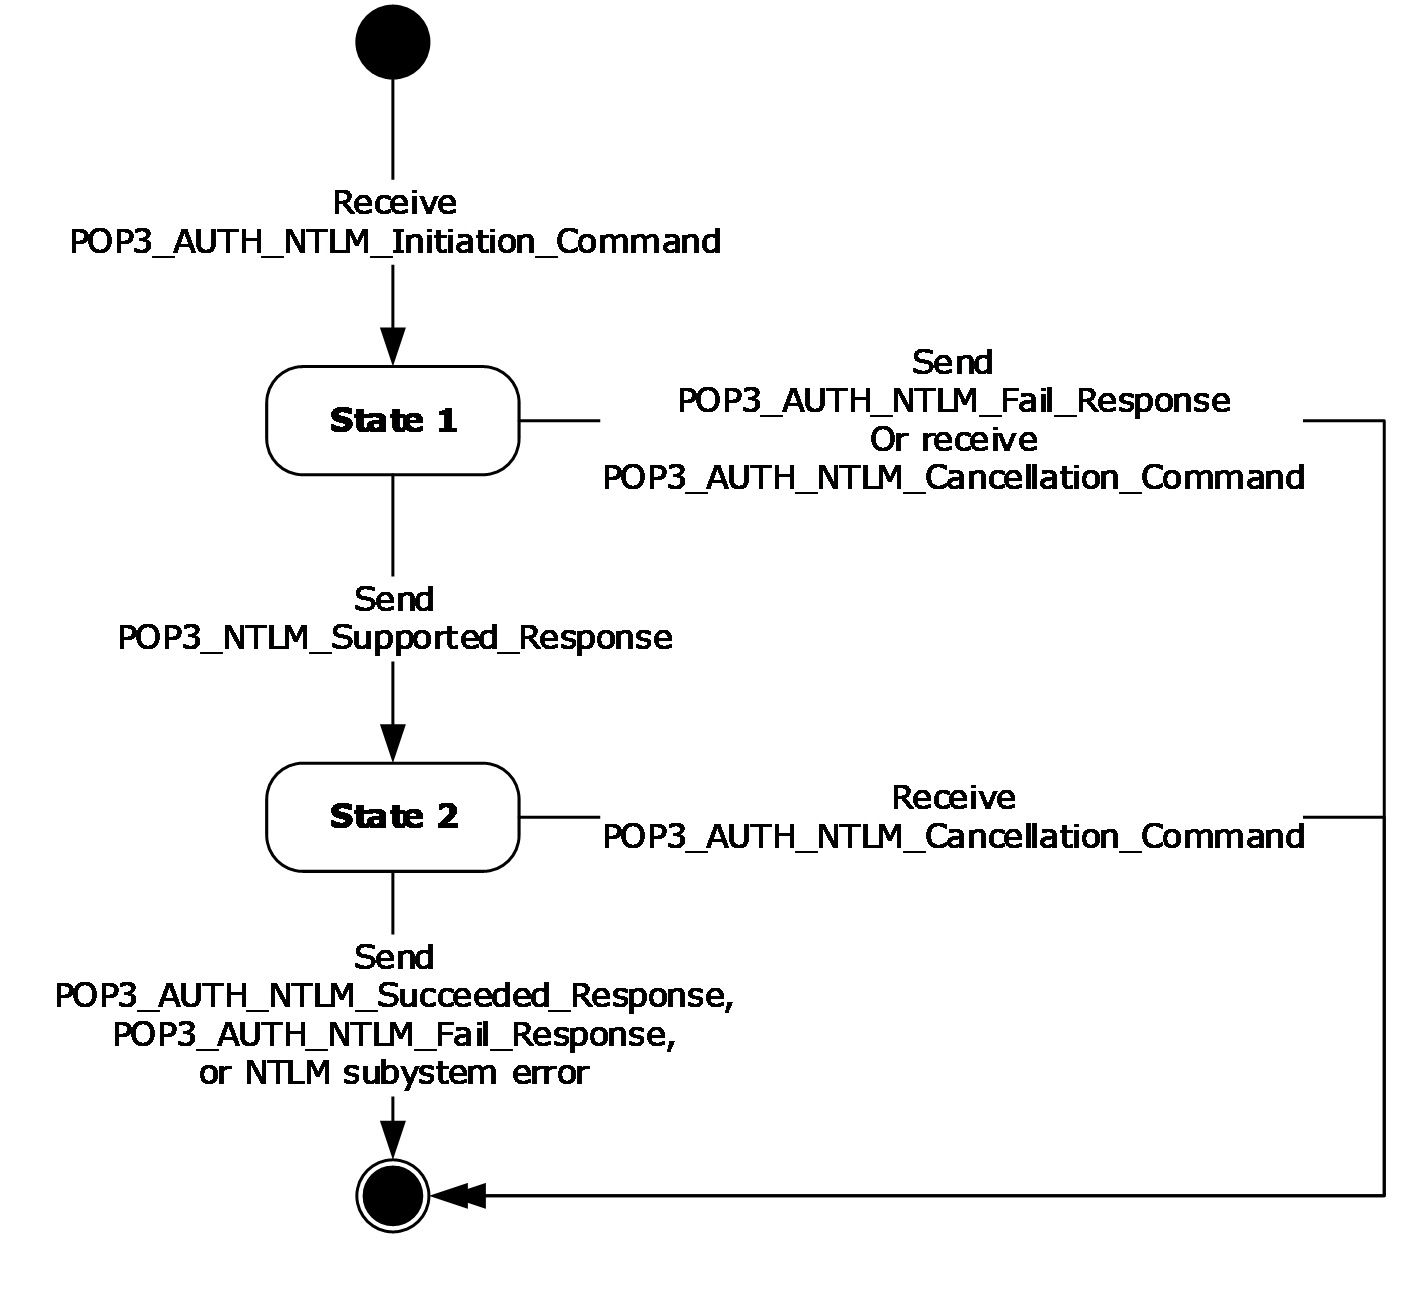 Receive
POP3_AUTH_NTLM_Initiation_Command
State 1
Send
POP3_AUTH_NTLM_Fail_Response
Or receive
POP3_AUTH_NTLM_Cancellation_Command
Send
POP3_NTLM_Supported_Response
State 2
Receive
POP3_AUTH_NTLM_Cancellation_Command
Send
POP3_AUTH_NTLM_Succeeded_Response,
POP3_AUTH_NTLM_Fail_Response,
or NTLM subystem error